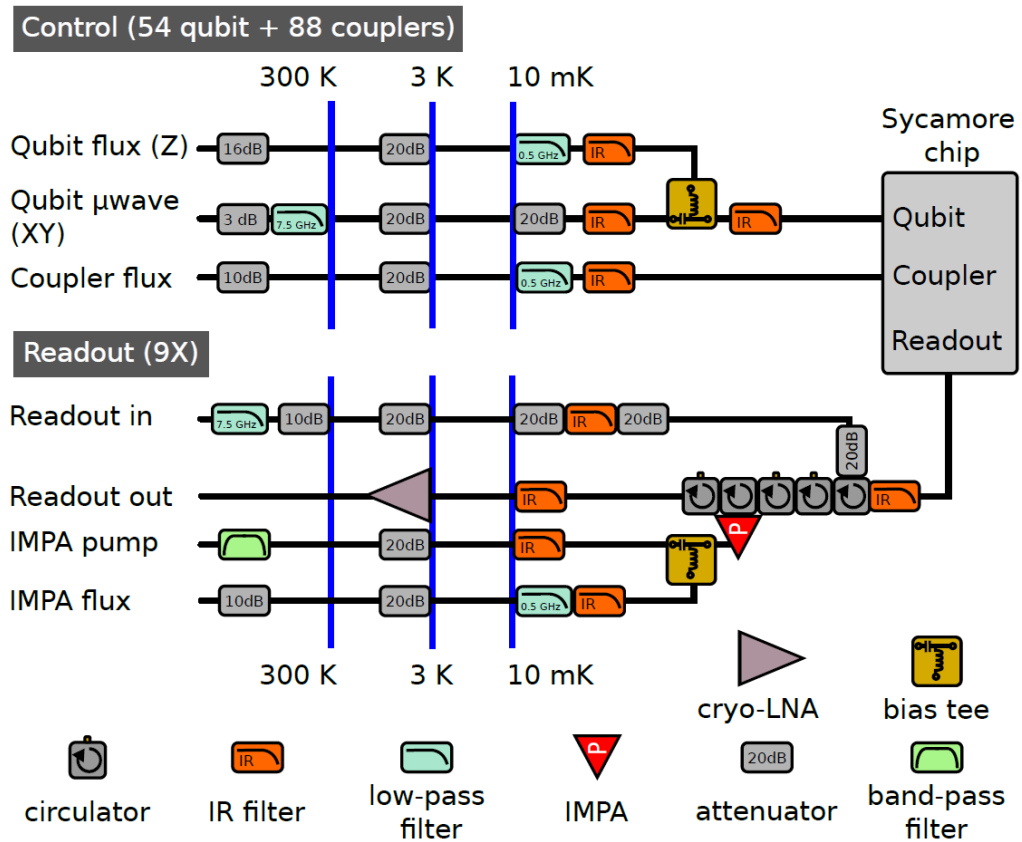 Control (54 qubit + 88 couplers)
300 K 3 K 10 mK
Sycamore
chip
Qubit flux (Z) 16dB 20dB 0.5 GHz IR
Qubit μwave
(XY)
3 dB 7.5 GHz 20dB 20dB IR IR Qubit
Coupler flux 10dB 20dB 0.5 GHz IR Coupler
Readout
Readout (9X)
Readout in 7.5 GHz 10dB 20dB 20dB IR 20dB
20dB
Readout out IR IR
P
IMPA pump 20dB IR
IMPA flux 10dB 20dB 0.5 GHz IR
300 K 3 K 10 mK
cryo-LNA bias tee
IR P 20dB
circulator IR filter low-pass
filter
IMPA attenuator band-pass
filter